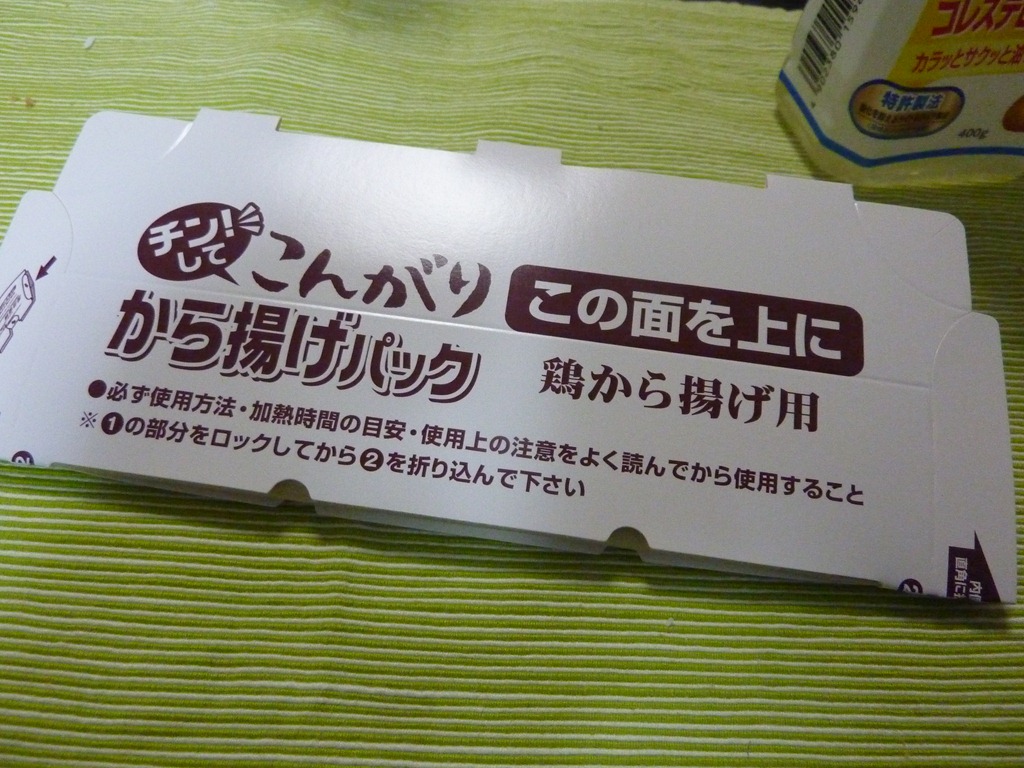 コレステ
カラッとサクッと
特許製法
400g
チン!
して
こんがり
から揚げパック
この面を上に
鶏から揚げ用
●必ず使用方法・加熱時間の目安・使用上の注意をよく読んでから使用すること
※❶の部分をロックしてから❷を折り込んで下さい
❷
直角に